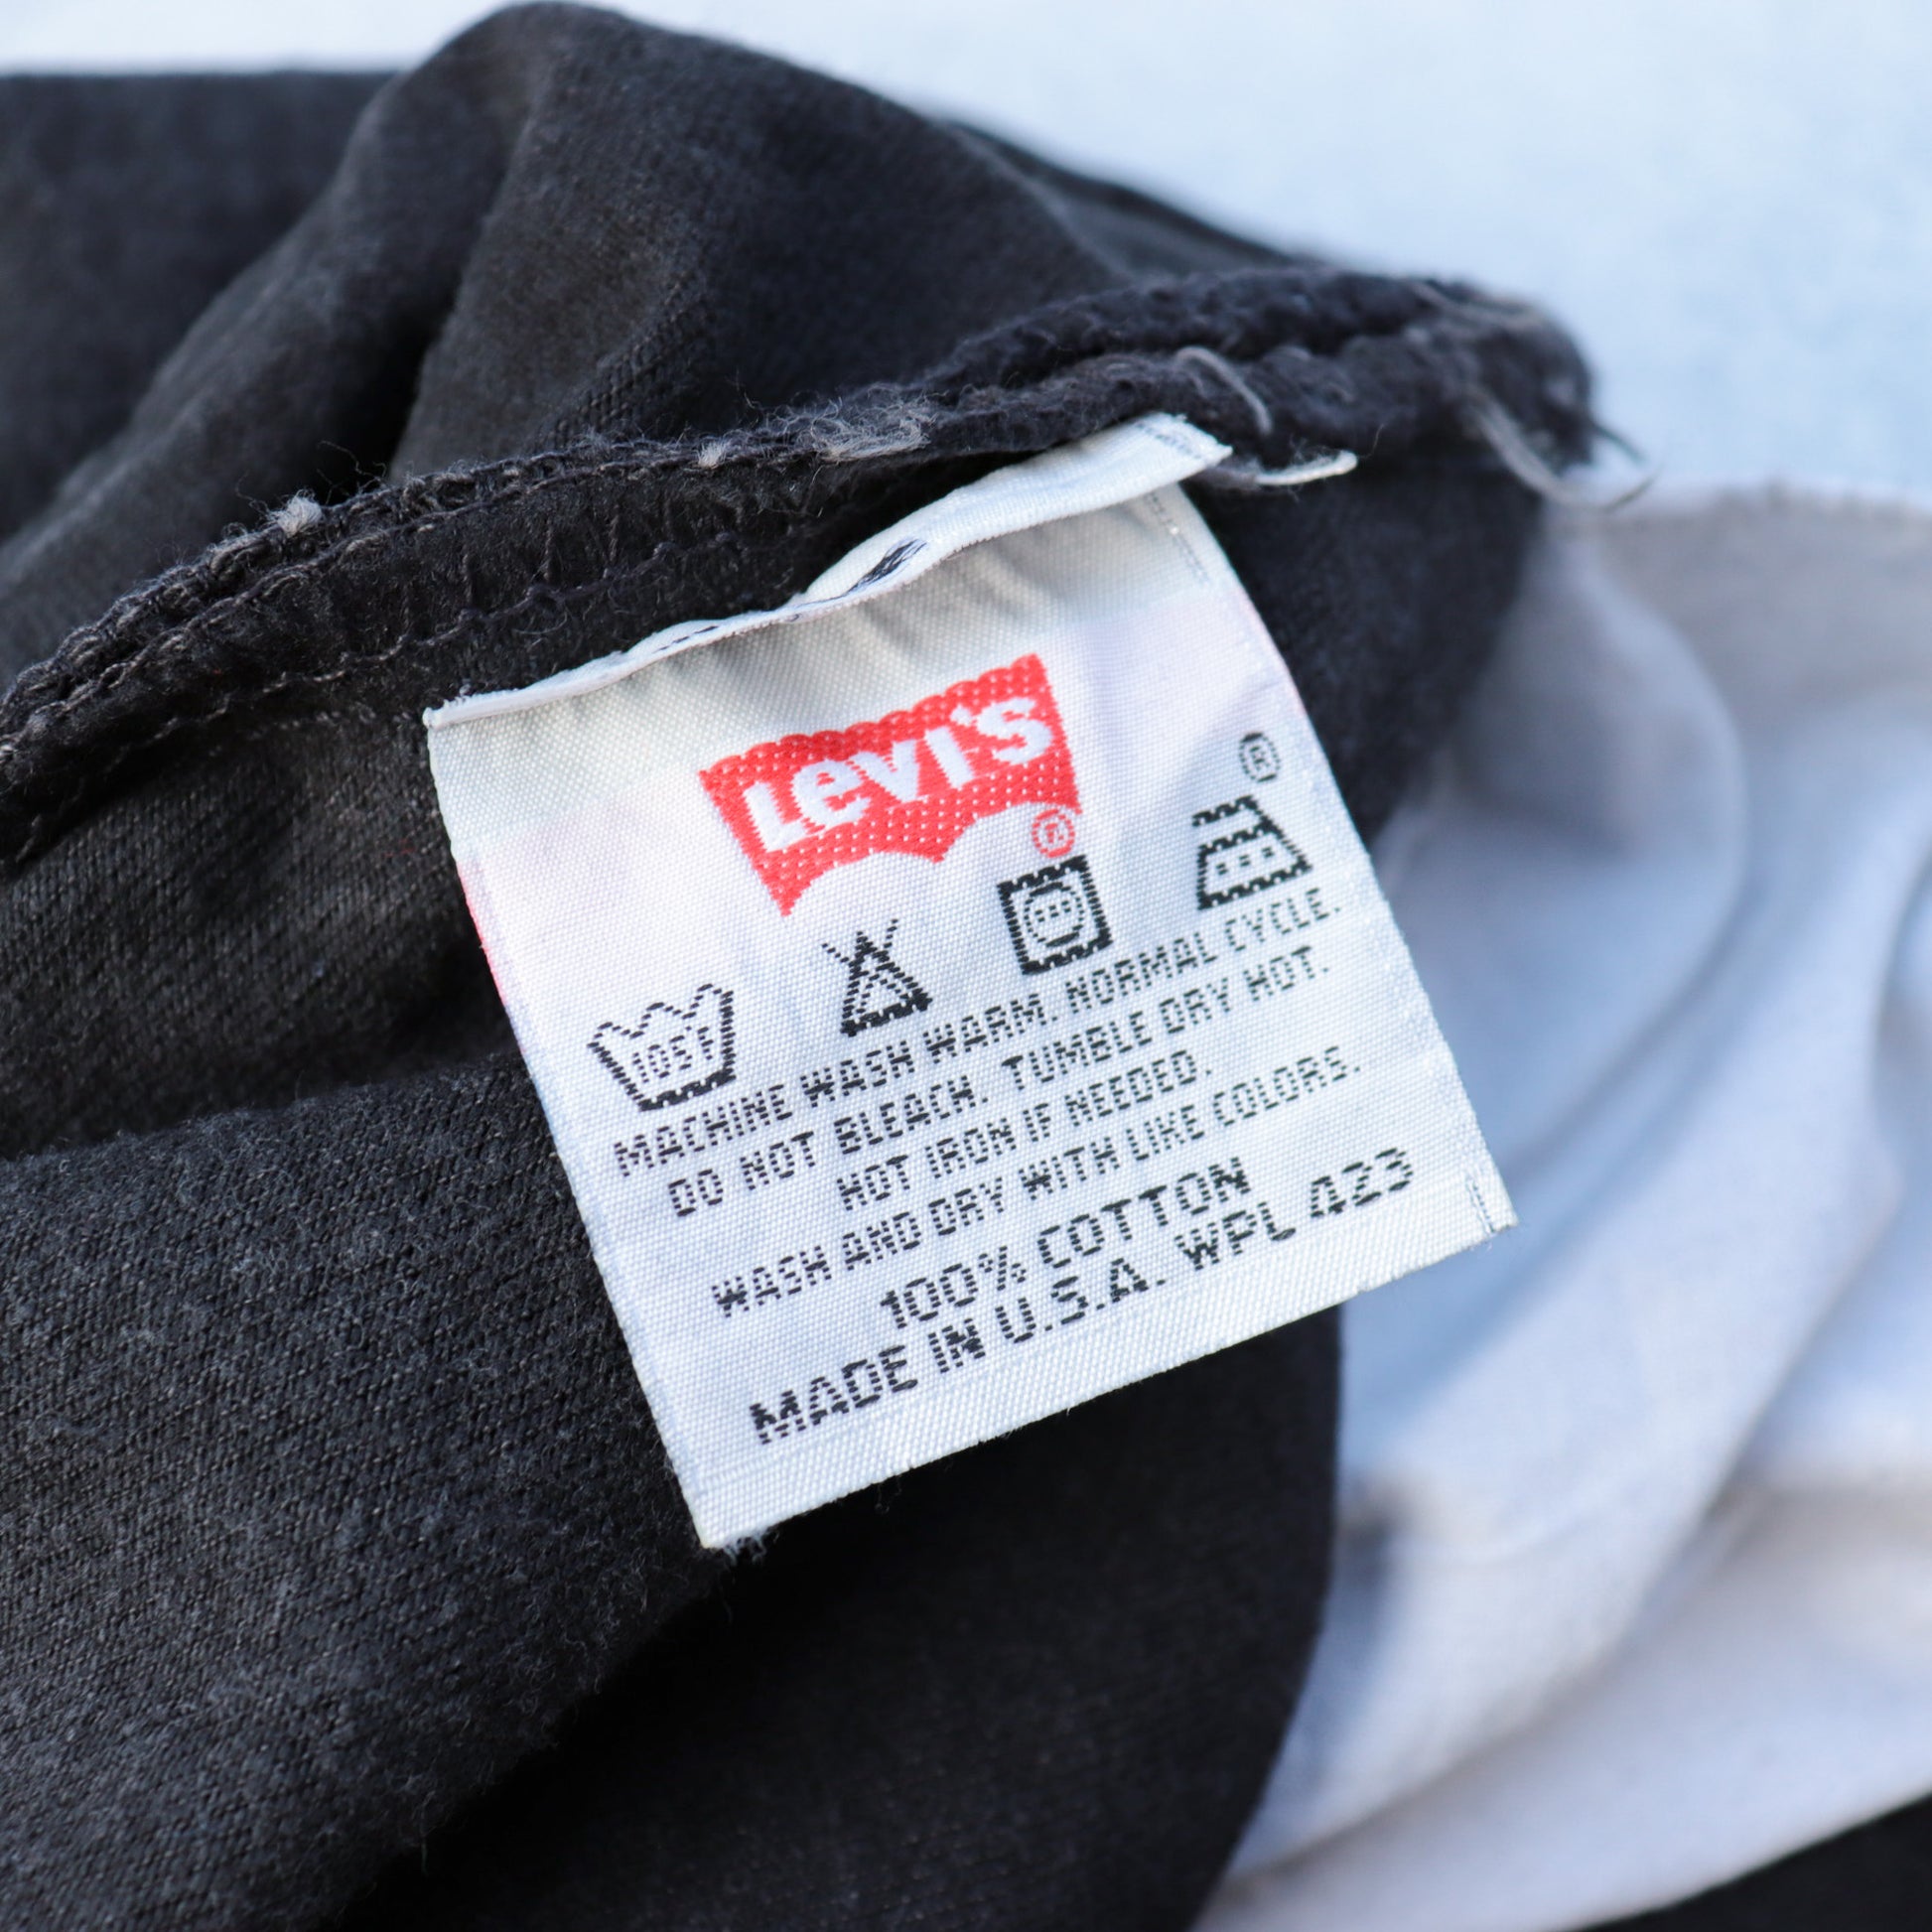 Levi's
®
®
105F
MACHINE WASH WARM. NORMAL CYCLE.
DO NOT BLEACH. TUMBLE DRY HOT.
HOT IRON IF NEEDED.
WASH AND DRY WITH LIKE COLORS.
100% COTTON
MADE IN U.S.A. WPL 423